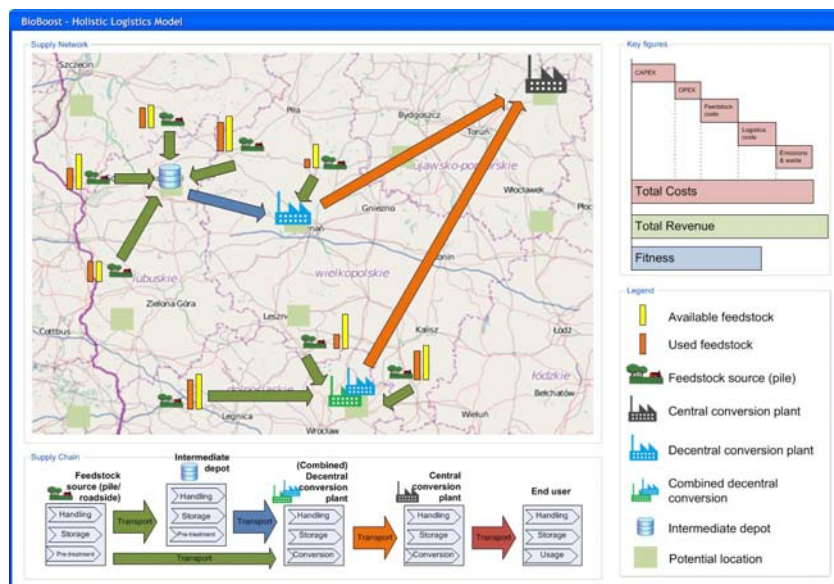 BioBoost - Holistic Logistics Model
Supply Network
Szczecin
Piła
Bydgoszcz
Toruń
kujawsko-pomorskie
Włocławek
Gniezno
wielkopolskie
lubuskie
Zielona Góra
Cottbus
Kalisz
Łódź
łódzkie
Bełchatów
Legnica
Wrocław
Wieluń
Key figures
CAPEX
OPEX
Feedstock
costs
Logistics
costs
Emissions
& waste
Total Costs
Total Revenue
Fitness
Legend
Available feedstock
Used feedstock
Feedstock source (pile)
Central conversion plant
Decentral conversion plant
Combined decentral
conversion
Intermediate depot
Potential location
Supply Chain
Feedstock
source (pile/
roadside)
Handling
Storage
Pre-treatment
Transport
Transport
Intermediate
depot
Handling
Storage
Pre-treatment
Transport
(Combined)
Decentral
conversion
plant
Handling
Storage
Conversion
Transport
Central
conversion
plant
Handling
Storage
Conversion
Transport
End user
Handling
Storage
Usage